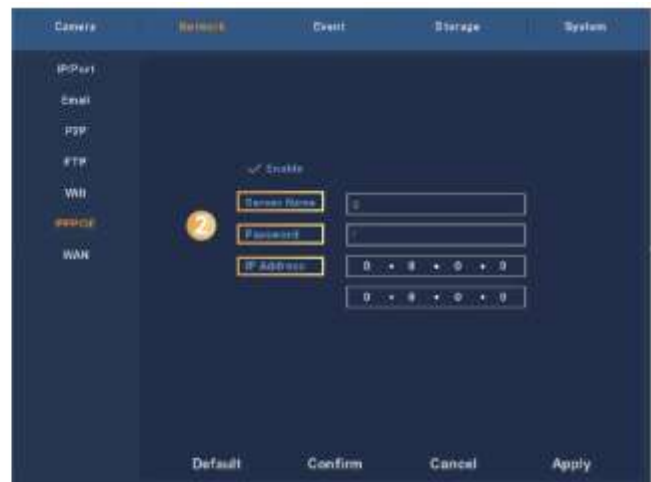 Camera Network Event Storage System
IP/Port
Email
P2P
FTP
Wifi
PPPOE
WAN
Enable
Server Name
2
Password
IP Address 0 . 0 . 0 . 0
0 . 0 . 0 . 0
Default Confirm Cancel Apply